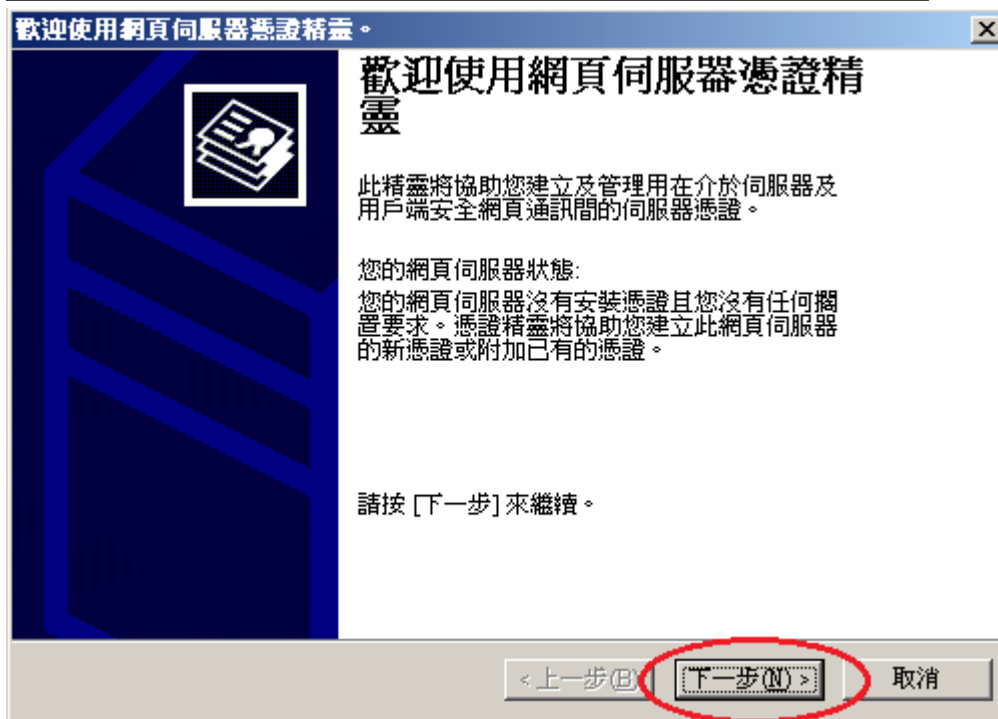 歡迎使用網頁伺服器憑證精靈。
歡迎使用網頁伺服器憑證精
靈
此精靈將協助您建立及管理用在介於伺服器及
用戶端安全網頁通訊間的伺服器憑證。
您的網頁伺服器狀態:
您的網頁伺服器沒有安裝憑證且您沒有任何擱
置要求。憑證精靈將協助您建立此網頁伺服器
的新憑證或附加已有的憑證。
請按 [下一步] 來繼續。
<上一步(B) 下一步(N) > 取消